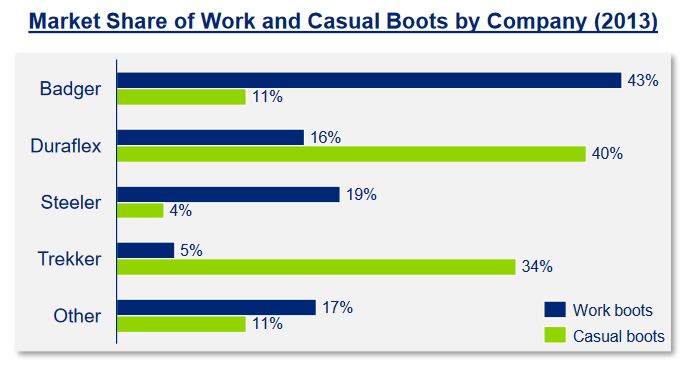 Market Share of Work and Casual Boots by Company (2013)
Badger
43%
11%
Duraflex
16%
40%
Steeler
19%
4%
Trekker
5%
34%
Other
17%
11%
Work boots
Casual boots